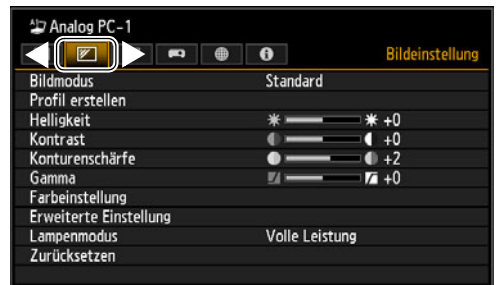 Analog PC-1
Bildeinstellung
Bildmodus Standard
Profil erstellen
Helligkeit +0
Kontrast +0
Konturenschärfe +2
Gamma +0
Farbeinstellung
Erweiterte Einstellung
Lampenmodus Volle Leistung
Zurücksetzen